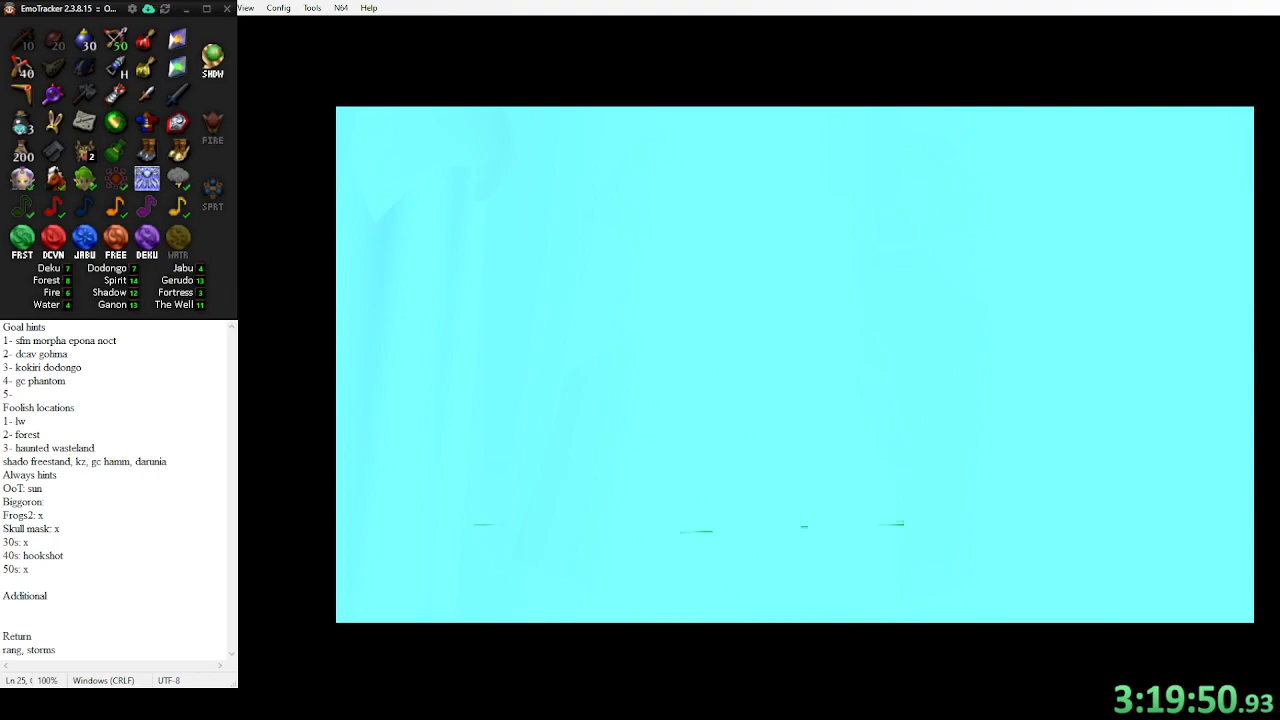 EmoTracker 2.3.8.15 :: O...
View Config Tools N64 Help
10 20 30 50
SHDW
40 H
3
FIRE
200 2
SPRT
FRST DCVN JABU FREE DEKU WATR
Deku 7 Dodongo 7 Jabu 4
Forest 8 Spirit 14 Gerudo 13
Fire 6 Shadow 12 Fortress 3
Water 4 Ganon 13 The Well 11
Goal hints
1- sfm morpha epona noct
2- dcav gohma
3- kokiri dodongo
4- gc phantom
5-
Foolish locations
1- lw
2- forest
3- haunted wasteland
shado freestand, kz, gc hamm, darunia
Always hints
OoT: sun
Biggoron:
Frogs2: x
Skull mask: x
30s: x
40s: hookshot
50s: x
Additional
Return
rang, storms
Ln 25, 100% Windows (CRLF) UTF-8
3:19:50.93